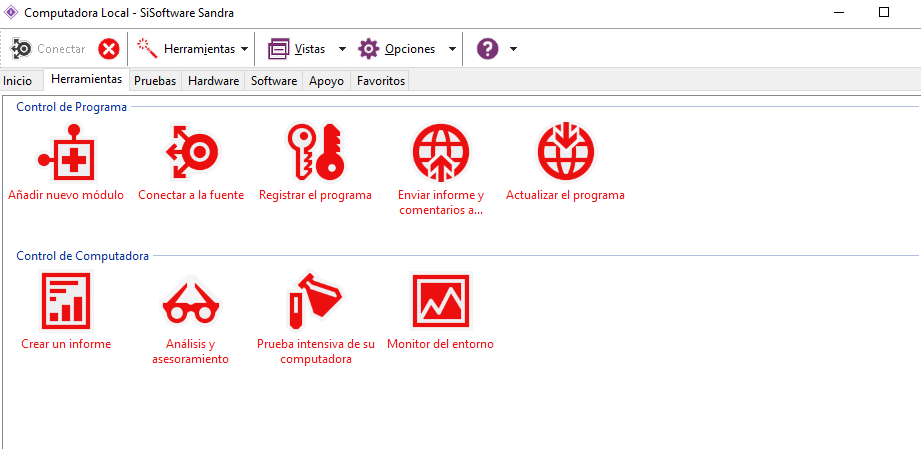 Computadora Local - SiSoftware Sandra
Conectar Herramientas Vistas Opciones
Inicio Herramientas Pruebas Hardware Software Apoyo Favoritos
Control de Programa
Añadir nuevo módulo
Conectar a la fuente
Registrar el programa
Enviar informe y
comentarios a...
Actualizar el programa
Control de Computadora
Crear un informe
Análisis y
asesoramiento
Prueba intensiva de su
computadora
Monitor del entorno